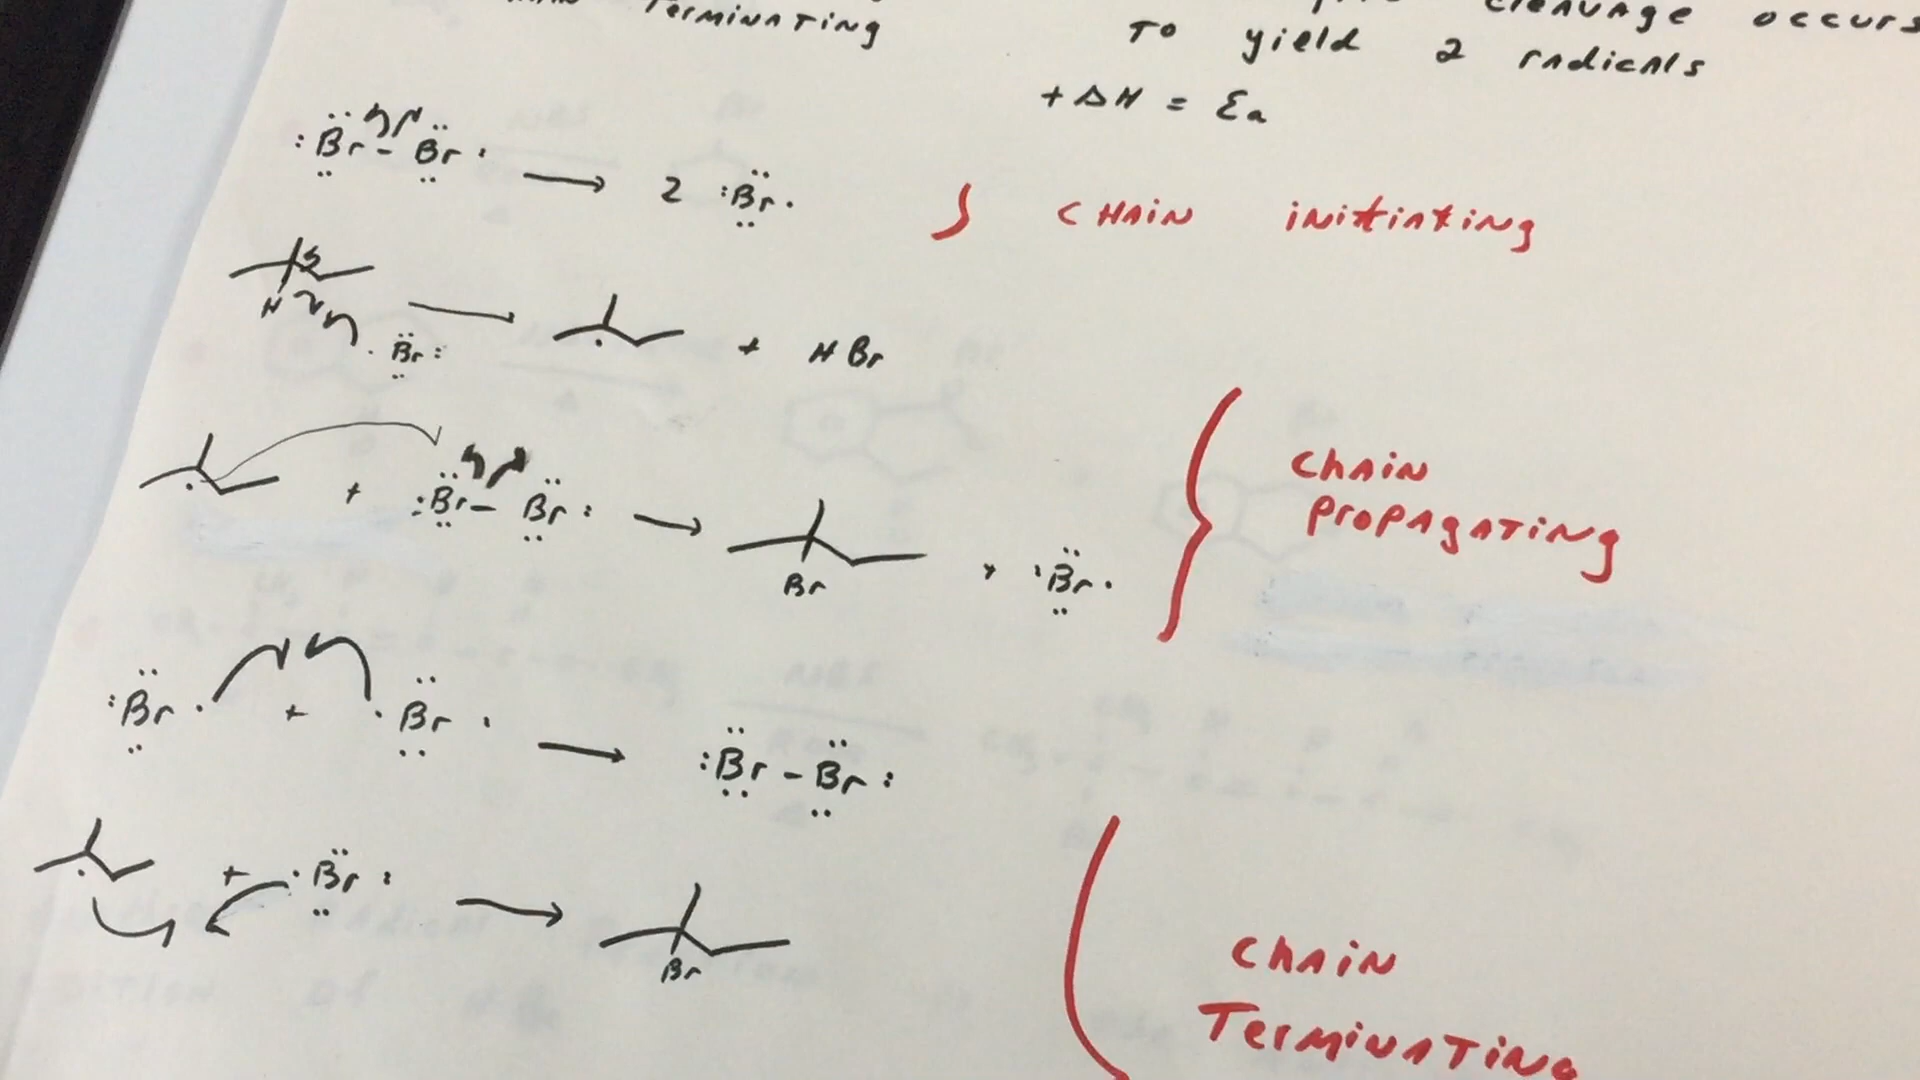 Terminating
cleavage occurs
To yield 2 radicals
+ΔH = Ea
:Br-Br: → 2 :Br·
CHAIN initiating
H ·Br: → · + HBr
· + :Br-Br: → Br + :Br·
Chain
Propagating
:Br· + ·Br: → :Br-Br:
· + ·Br: → Br
Chain
Terminating